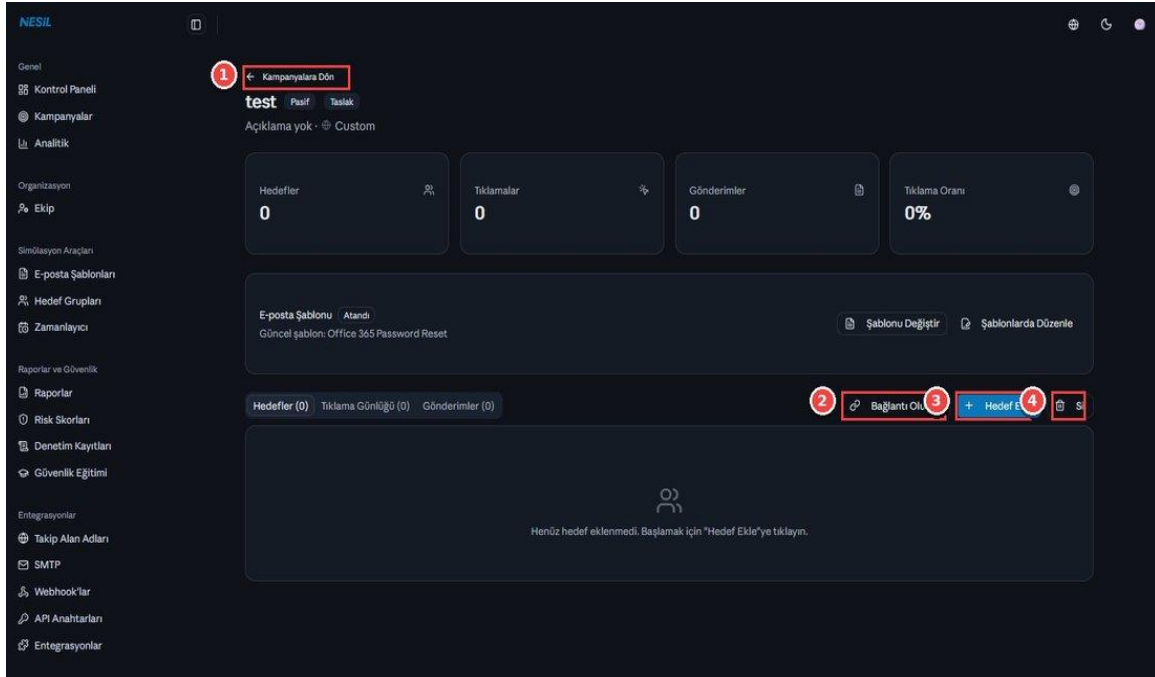 NESİL
Genel
Kontrol Paneli
Kampanyalar
Analitik
Organizasyon
Ekip
Simülasyon Araçları
E-posta Şablonları
Hedef Grupları
Zamanlayıcı
Raporlar ve Güvenlik
Raporlar
Risk Skorları
Denetim Kayıtları
Güvenlik Eğitimi
Entegrasyonlar
Takip Alan Adları
SMTP
Webhook'lar
API Anahtarları
Entegrasyonlar
1 ← Kampanyalara Dön
test Pasif Taslak
Açıklama yok · Custom
Hedefler Tıklamalar Gönderimler Tıklama Oranı
0 0 0 0%
E-posta Şablonu Atandı
Güncel şablon: Office 365 Password Reset
Şablonu Değiştir Şablonlarda Düzenle
Hedefler (0) Tıklama Günlüğü (0) Gönderimler (0) 2 Bağlantı 3 + Hedef 4
Henüz hedef eklenmedi. Başlamak için "Hedef Ekle"ye tıklayın.